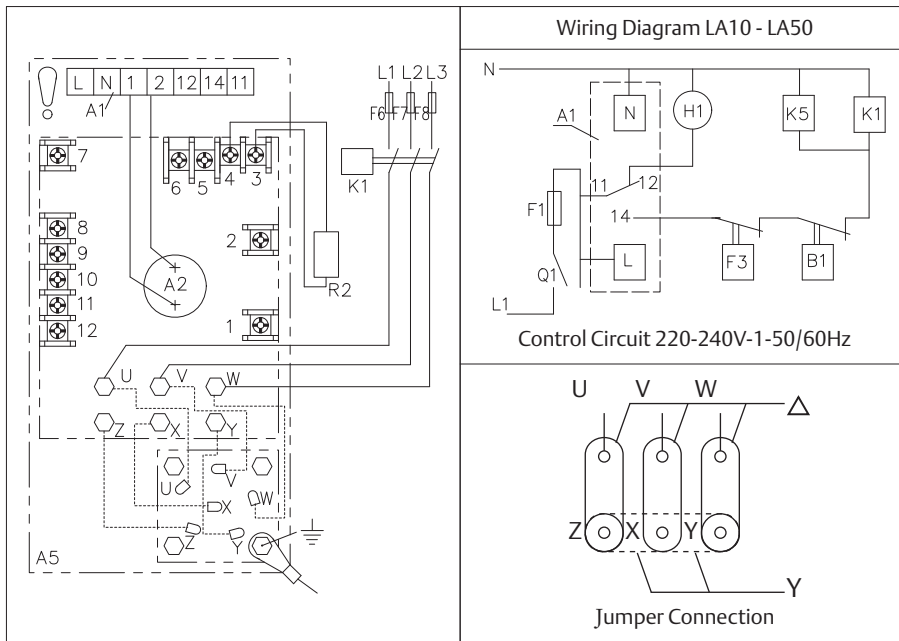 L N 1 2 12 14 11
A1
7
6 5 4 3
8
9
10
11
12
2
1
A2
R2
L1 L2 L3
F6 F7 F8
K1
U V W
Z X Y
U V W
X
Z Y
A5
Wiring Diagram LA10 - LA50
N
A1 N H1 K5 K1
11 12
F1
14
Q1 L F3 B1
L1
Control Circuit 220-240V-1-50/60Hz
U V W
Z X Y
Y
Jumper Connection